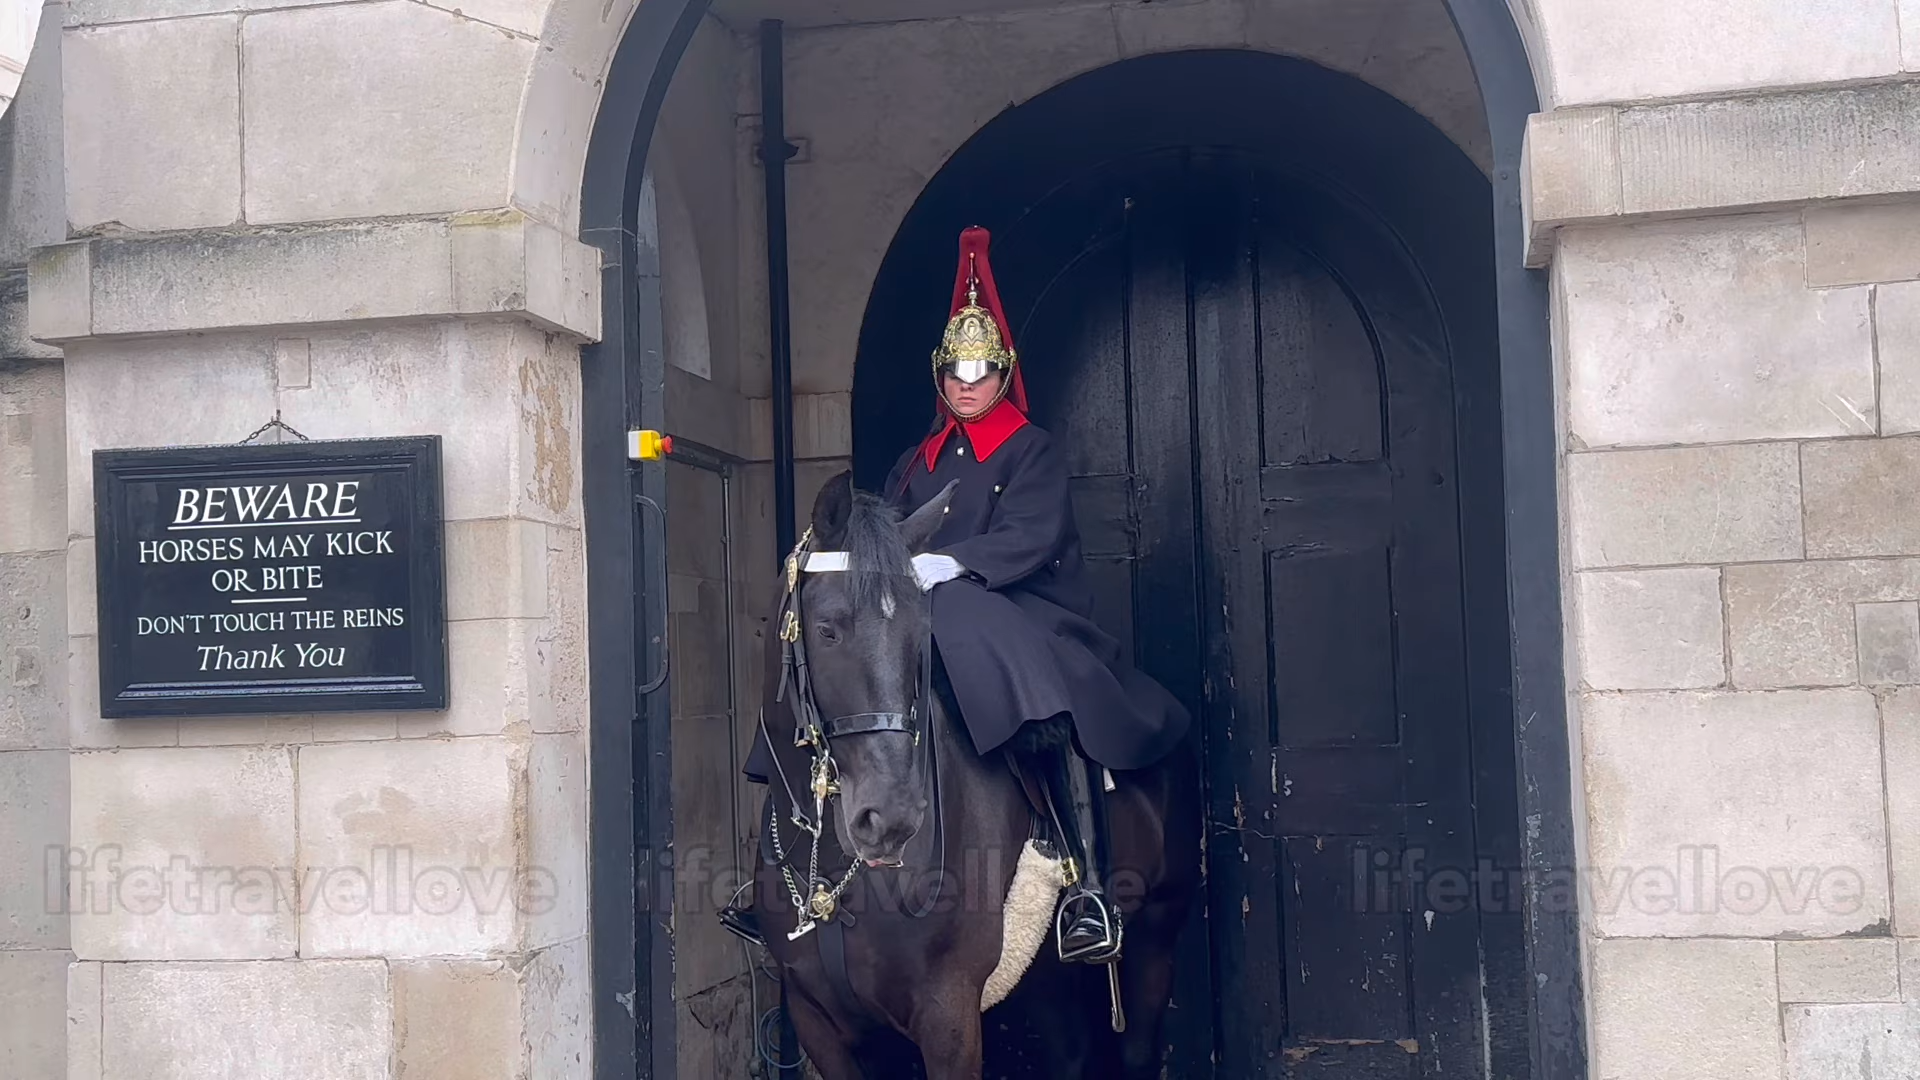 BEWARE
HORSES MAY KICK
OR BITE
DON'T TOUCH THE REINS
Thank You
lifetravellove lifetravellove lifetravellove